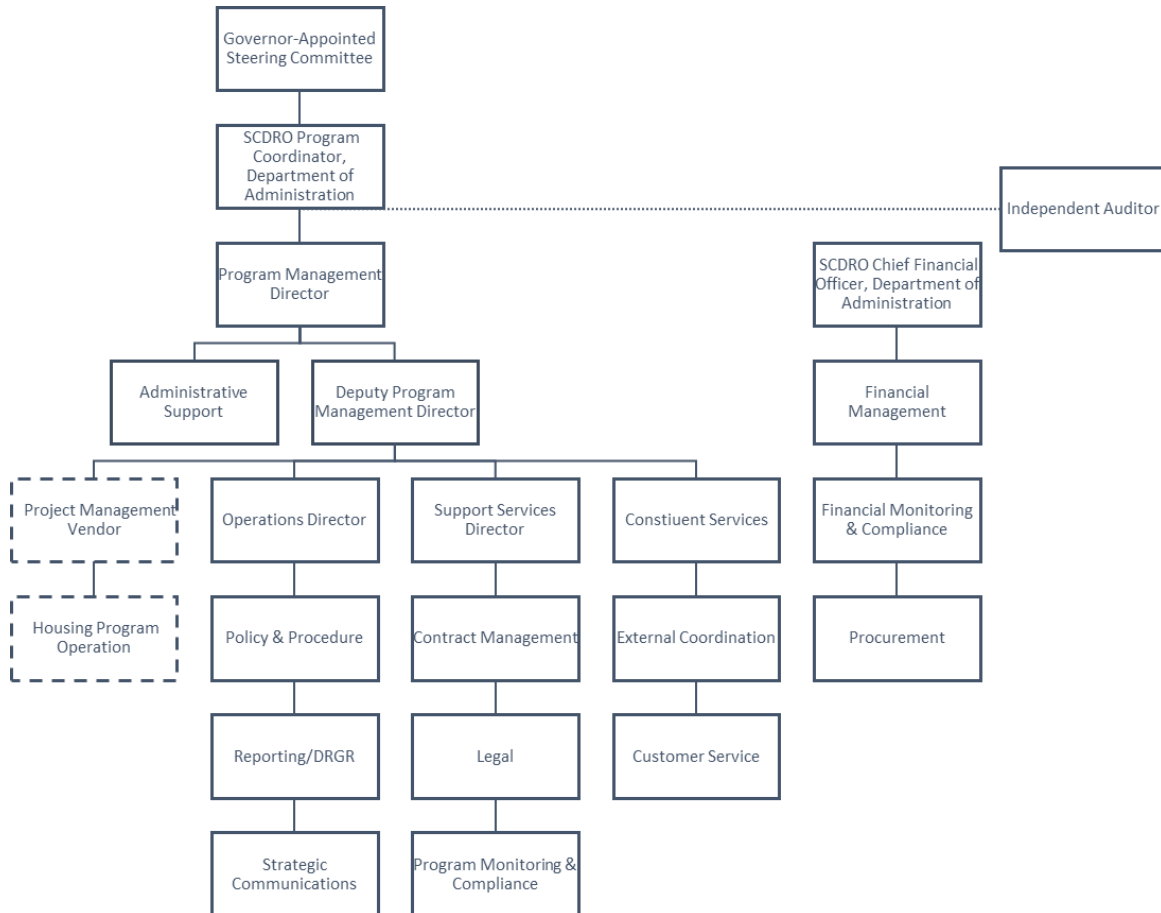 Governor-Appointed
Steering Committee
SCDRO Program
Coordinator,
Department of
Administration
Independent Auditor
Program Management
Director
SCDRO Chief Financial
Officer, Department of
Administration
Administrative
Support
Deputy Program
Management Director
Financial
Management
Project Management
Vendor
Operations Director
Support Services
Director
Constiuent Services
Financial Monitoring
& Compliance
Housing Program
Operation
Policy & Procedure
Contract Management
External Coordination
Procurement
Reporting/DRGR
Legal
Customer Service
Strategic
Communications
Program Monitoring &
Compliance